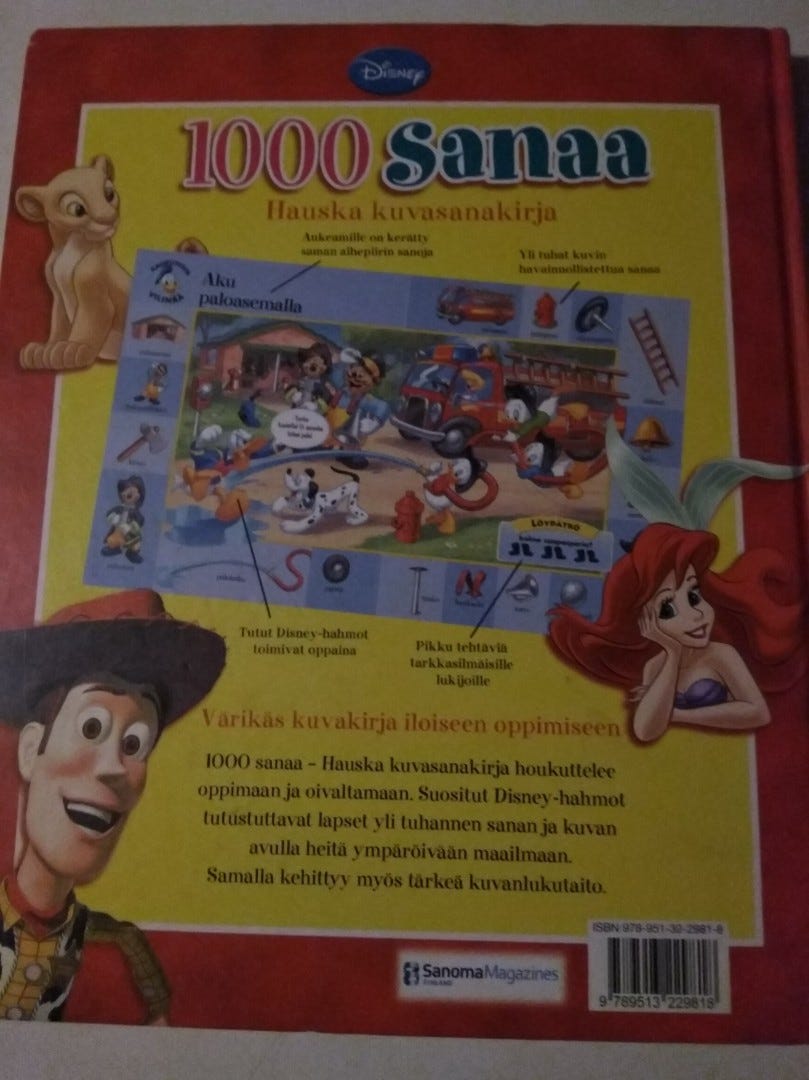 Disney
1000 sanaa
Hauska kuvasanakirja
Aukeamille on kerätty
saman aihepiirin sanoja
Yli tuhat kuvin
havainnollistettua sanaa
Aku
paloasemalla
LÖYDÄTKÖ
Tutut Disney-hahmot
toimivat oppaina
Pikku tehtäviä
tarkkasilmäisille
lukijoille
Värikäs kuvakirja iloiseen oppimiseen
1000 sanaa – Hauska kuvasanakirja houkuttelee
oppimaan ja oivaltamaan. Suositut Disney-hahmot
tutustuttavat lapset yli tuhannen sanan ja kuvan
avulla heitä ympäröivään maailmaan.
Samalla kehittyy myös tärkeä kuvanlukutaito.
ISBN 978-951-32-2981-8
SanomaMagazines
FINLAND
9 789513 229818